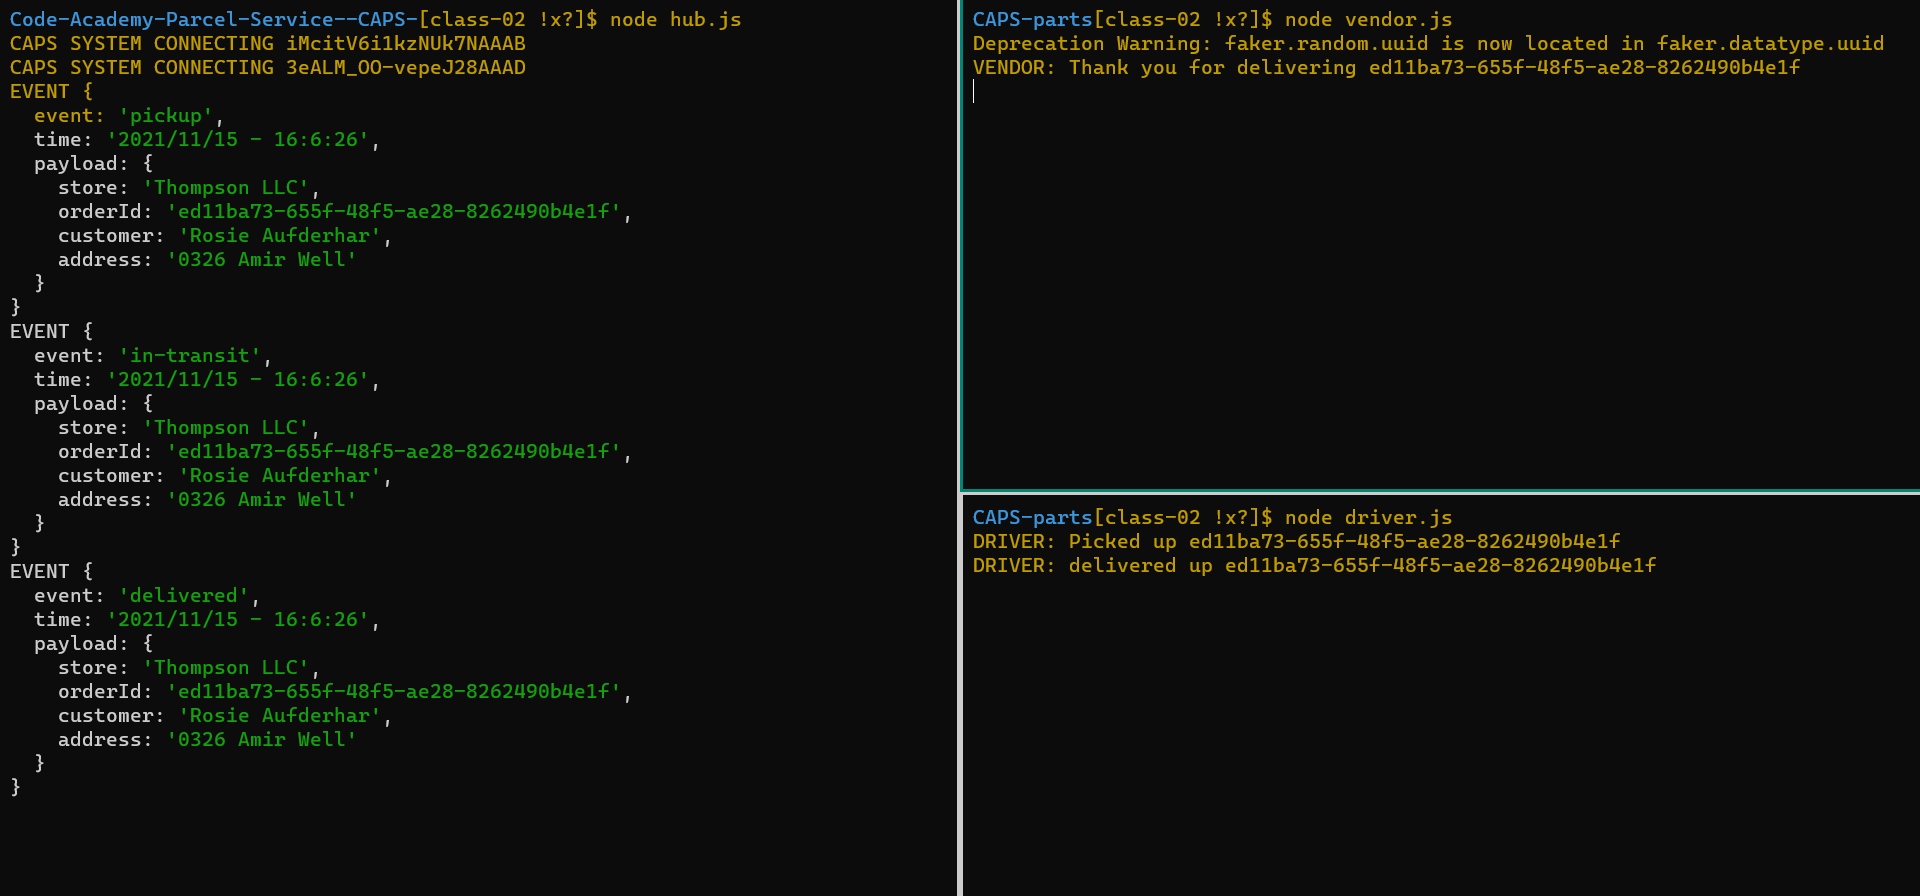 Code-Academy-Parcel-Service--CAPS-[class-02 !x?]$ node hub.js
CAPS SYSTEM CONNECTING iMcitV6i1kzNUk7NAAAB
CAPS SYSTEM CONNECTING 3eALM_OO-vepeJ28AAAD
EVENT {
  event: 'pickup',
  time: '2021/11/15 - 16:6:26',
  payload: {
    store: 'Thompson LLC',
    orderId: 'ed11ba73-655f-48f5-ae28-8262490b4e1f',
    customer: 'Rosie Aufderhar',
    address: '0326 Amir Well'
  }
}
EVENT {
  event: 'in-transit',
  time: '2021/11/15 - 16:6:26',
  payload: {
    store: 'Thompson LLC',
    orderId: 'ed11ba73-655f-48f5-ae28-8262490b4e1f',
    customer: 'Rosie Aufderhar',
    address: '0326 Amir Well'
  }
}
EVENT {
  event: 'delivered',
  time: '2021/11/15 - 16:6:26',
  payload: {
    store: 'Thompson LLC',
    orderId: 'ed11ba73-655f-48f5-ae28-8262490b4e1f',
    customer: 'Rosie Aufderhar',
    address: '0326 Amir Well'
  }
}
CAPS-parts[class-02 !x?]$ node vendor.js
Deprecation Warning: faker.random.uuid is now located in faker.datatype.uuid
VENDOR: Thank you for delivering ed11ba73-655f-48f5-ae28-8262490b4e1f
CAPS-parts[class-02 !x?]$ node driver.js
DRIVER: Picked up ed11ba73-655f-48f5-ae28-8262490b4e1f
DRIVER: delivered up ed11ba73-655f-48f5-ae28-8262490b4e1f